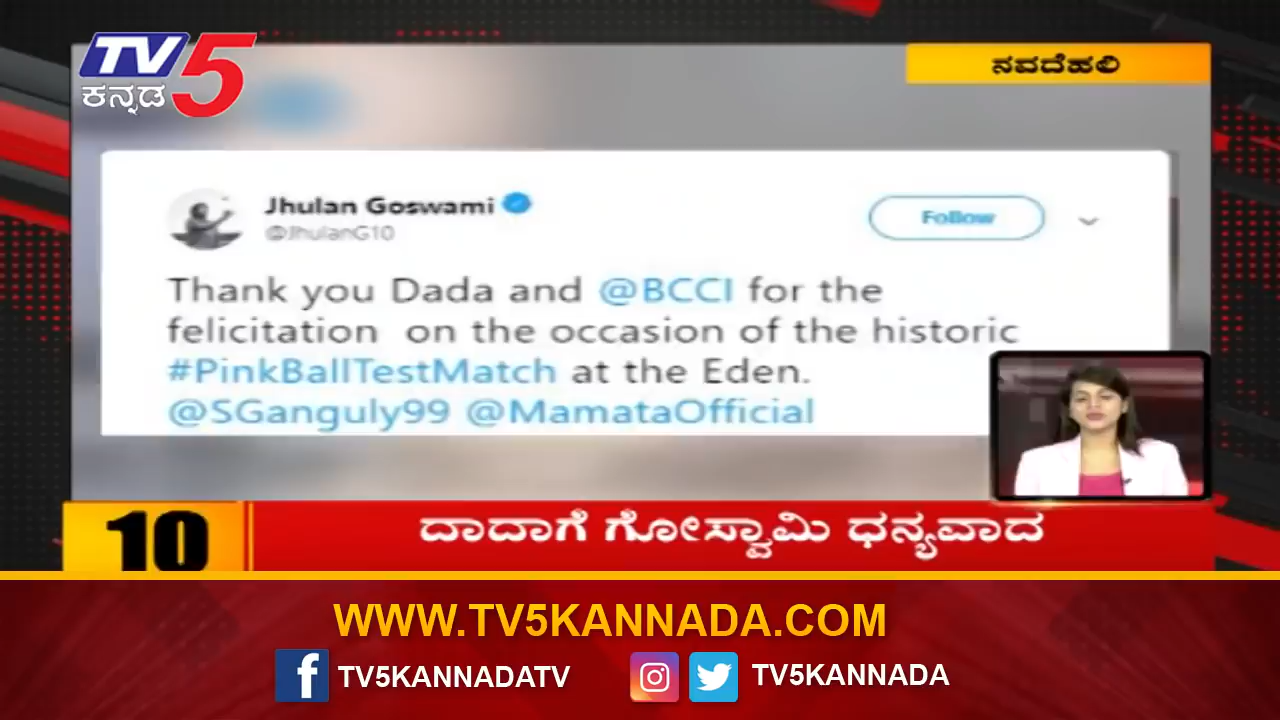 TV5
ಕನ್ನಡ
ನವದೆಹಲಿ
Jhulan Goswami
@JhulanG10
Follow
Thank you Dada and @BCCI for the
felicitation on the occasion of the historic
#PinkBallTestMatch at the Eden.
@SGanguly99 @MamataOfficial
10
ದಾದಾಗೆ ಗೋಸ್ವಾಮಿ ಧನ್ಯವಾದ
WWW.TV5KANNADA.COM
TV5KANNADATV
TV5KANNADA